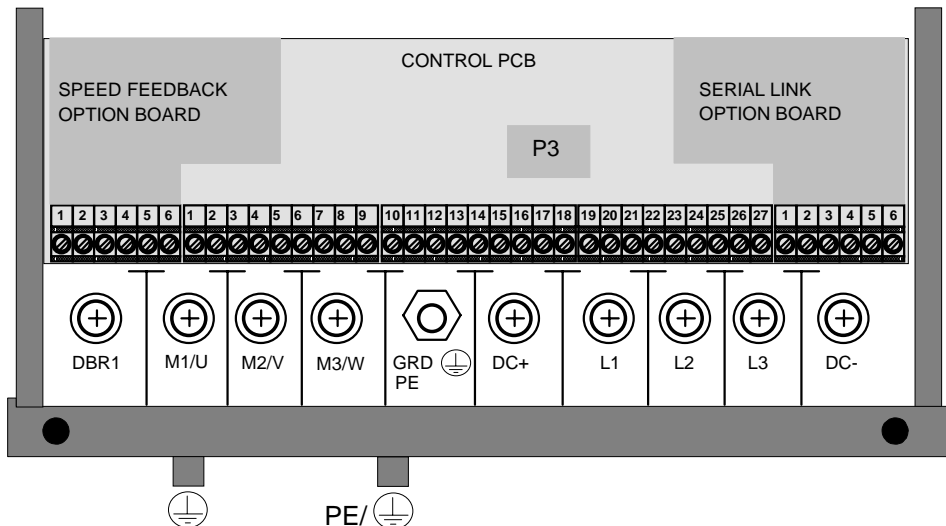 CONTROL PCB
SPEED FEEDBACK
OPTION BOARD
SERIAL LINK
OPTION BOARD
P3
1 2 3 4 5 6 1 2 3 4 5 6 7 8 9 10 11 12 13 14 15 16 17 18 19 20 21 22 23 24 25 26 27 1 2 3 4 5 6
DBR1 M1/U M2/V M3/W GRD DC+ L1 L2 L3 DC-
PE
PE/